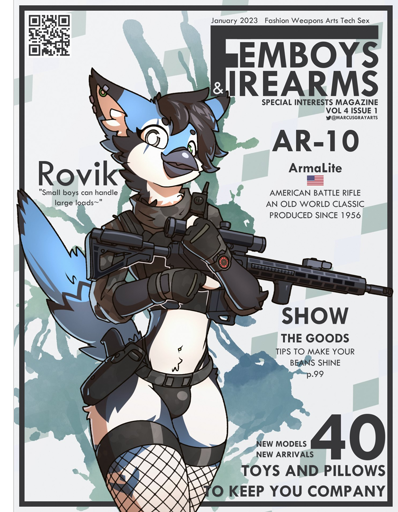 January 2023 Fashion Weapons Arts Tech Sex
FEMBOYS
& FIREARMS
SPECIAL INTERESTS MAGAZINE
VOL 4 ISSUE 1
@MARCUSGRAYARTS
AR-10
ArmaLite
AMERICAN BATTLE RIFLE
AN OLD WORLD CLASSIC
PRODUCED SINCE 1956
Rovik
"Small boys can handle
large loads~"
SHOW
THE GOODS
TIPS TO MAKE YOUR
BEANS SHINE
p.99
NEW MODELS
NEW ARRIVALS
40
TOYS AND PILLOWS
TO KEEP YOU COMPANY